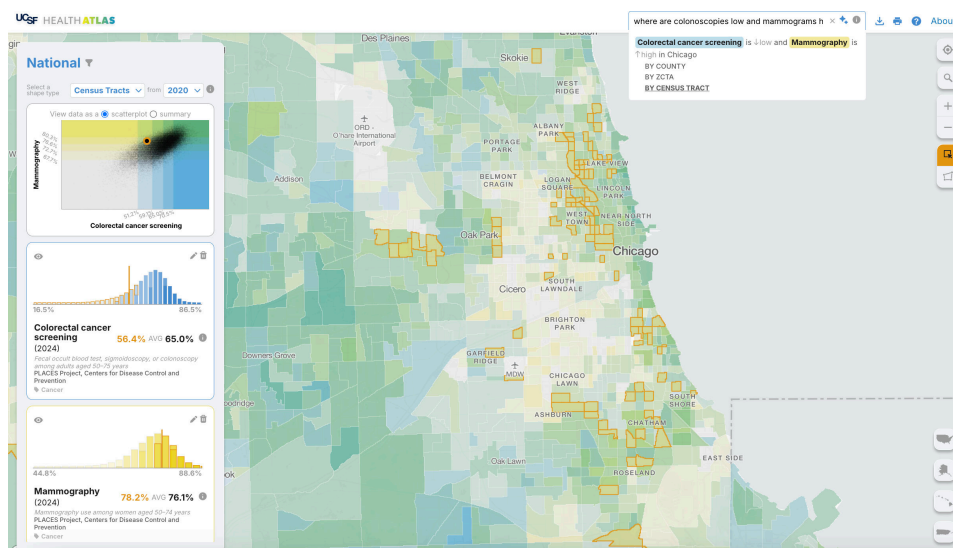 UCSF HEALTH ATLAS
where are colonoscopies low and mammograms h
Abou
Colorectal cancer screening is ↓low and Mammography is
↑high in Chicago
BY COUNTY
BY ZCTA
BY CENSUS TRACT
National
Select a
shape type
Census Tracts from 2020
View data as a scatterplot summary
Mammography
Colorectal cancer screening
16.5% 86.5%
Colorectal cancer
screening
(2024)
56.4% AVG 65.0%
Fecal occult blood test, sigmoidoscopy, or colonoscopy
among adults aged 50-75 years
PLACES Project, Centers for Disease Control and
Prevention
Cancer
44.8% 88.6%
Mammography
(2024)
78.2% AVG 76.1%
Mammography use among women aged 50-74 years
PLACES Project, Centers for Disease Control and
Prevention
Cancer
Des Plaines
Skokie
WEST
RIDGE
ORD -
O'hare International
Airport
ALBANY
PARK
PORTAGE
PARK
LAKE VIEW
Addison
BELMONT
CRAGIN
LOGAN
SQUARE
LINCOLN
PARK
WEST
TOWN
NEAR NORTH
SIDE
Oak Park
Chicago
Cicero
SOUTH
LAWNDALE
BRIGHTON
PARK
Downers Grove
GARFIELD
RIDGE
MDW
CHICAGO
LAWN
SOUTH
SHORE
ASHBURN
CHATHAM
Oak Lawn
EAST SIDE
ROSELAND